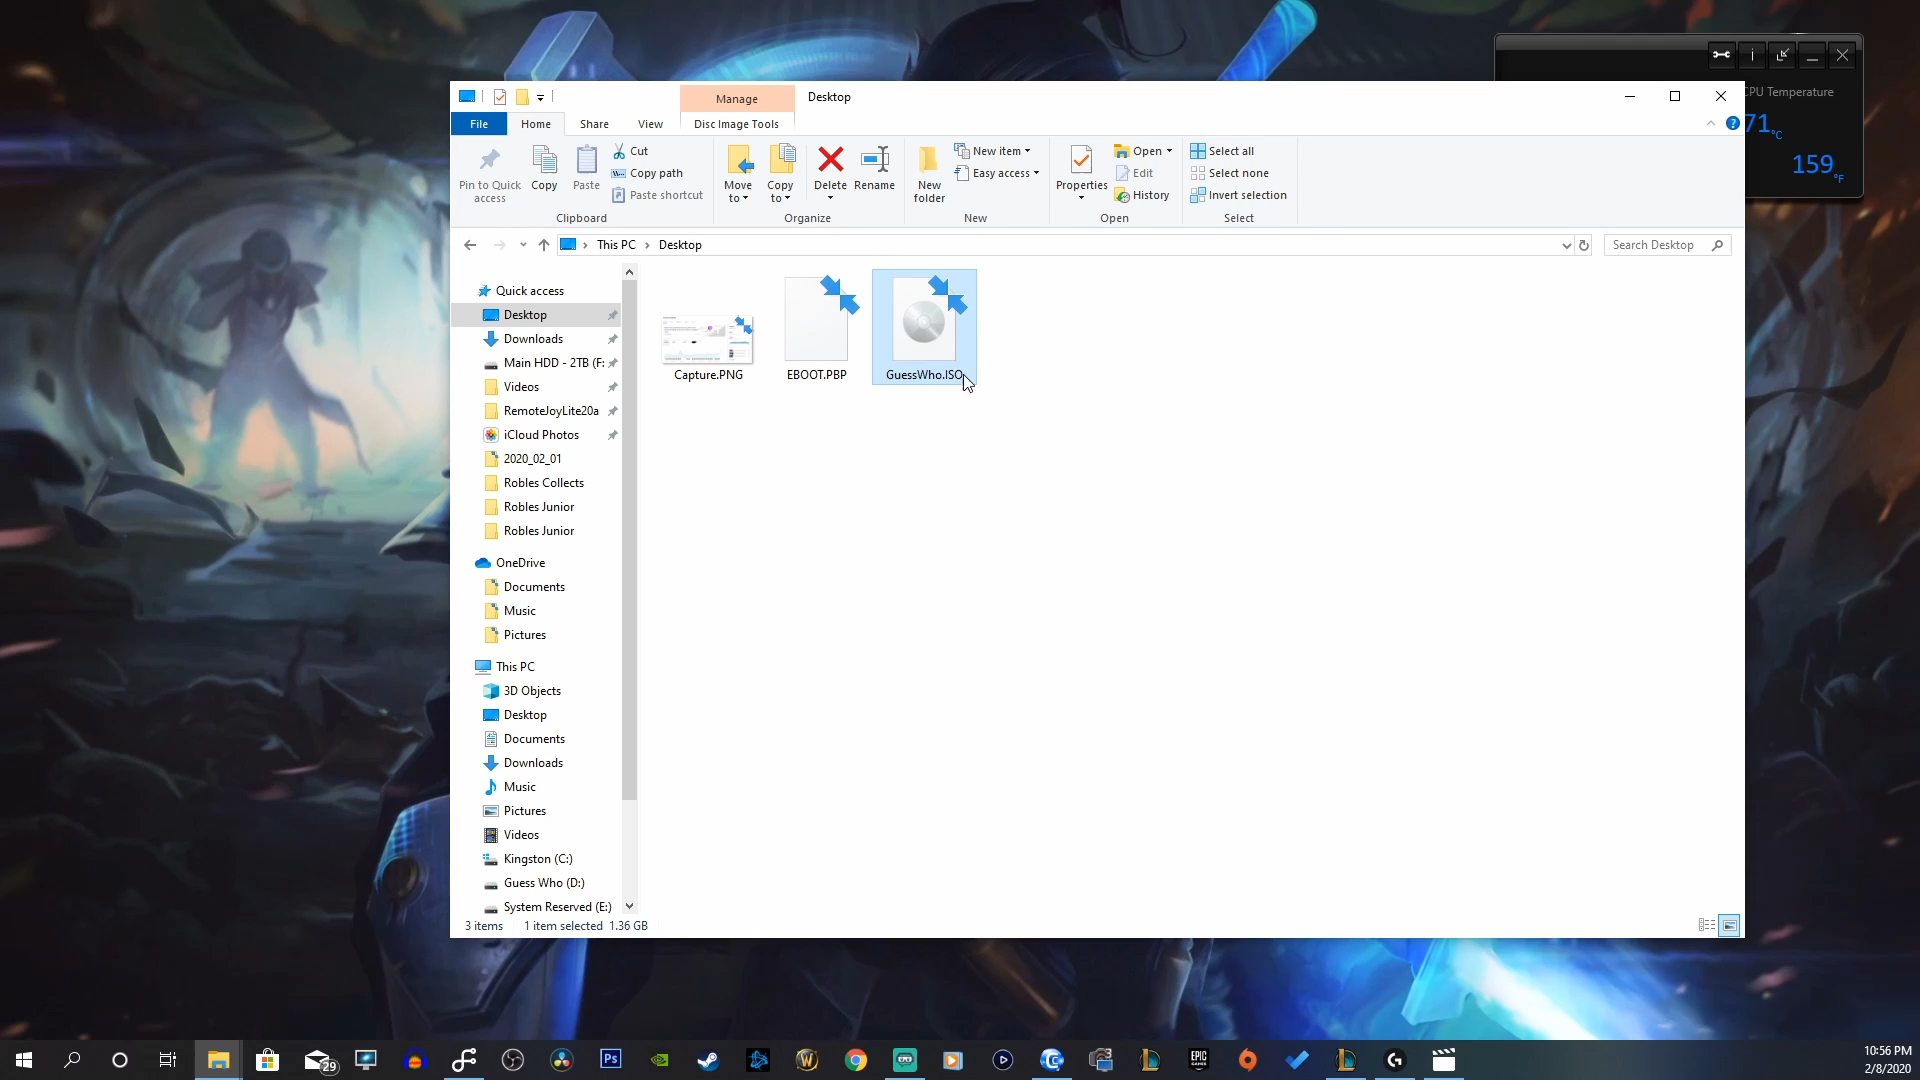 CPU Temperature
71°C
159°F
Manage
Desktop
File
Home
Share
View
Disc Image Tools
Pin to Quick access
Copy
Paste
Cut
Copy path
Paste shortcut
Clipboard
Move to
Copy to
Delete
Rename
Organize
New folder
New item
Easy access
New
Properties
Open
Edit
History
Open
Select all
Select none
Invert selection
Select
This PC
Desktop
Search Desktop
Quick access
Desktop
Downloads
Main HDD - 2TB (F:
Videos
RemoteJoyLite20a
iCloud Photos
2020_02_01
Robles Collects
Robles Junior
Robles Junior
OneDrive
Documents
Music
Pictures
This PC
3D Objects
Desktop
Documents
Downloads
Music
Pictures
Videos
Kingston (C:)
Guess Who (D:)
System Reserved (E:)
Capture.PNG
EBOOT.PBP
GuessWho.ISO
3 items
1 item selected 1.36 GB
29
Ps
EPIC GAMES
10:56 PM
2/8/2020